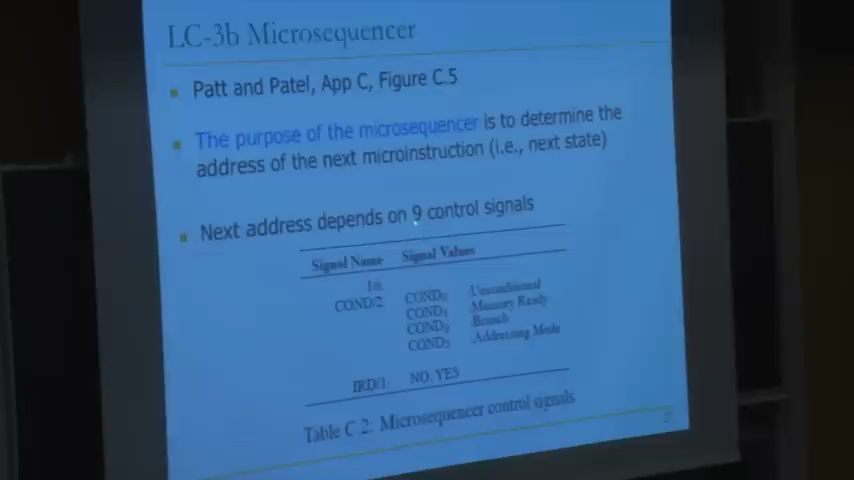 LC-3b Microsequencer
Patt and Patel, App C, Figure C.5
The purpose of the microsequencer is to determine the
address of the next microinstruction (i.e., next state)
Next address depends on 9 control signals
Signal Name Signal Values
J/6
COND/2 COND0 :Unconditional
COND1 :Memory Ready
COND2 :Branch
COND3 :Addressing Mode
IRD/1 NO, YES
Table C.2: Microsequencer control signals